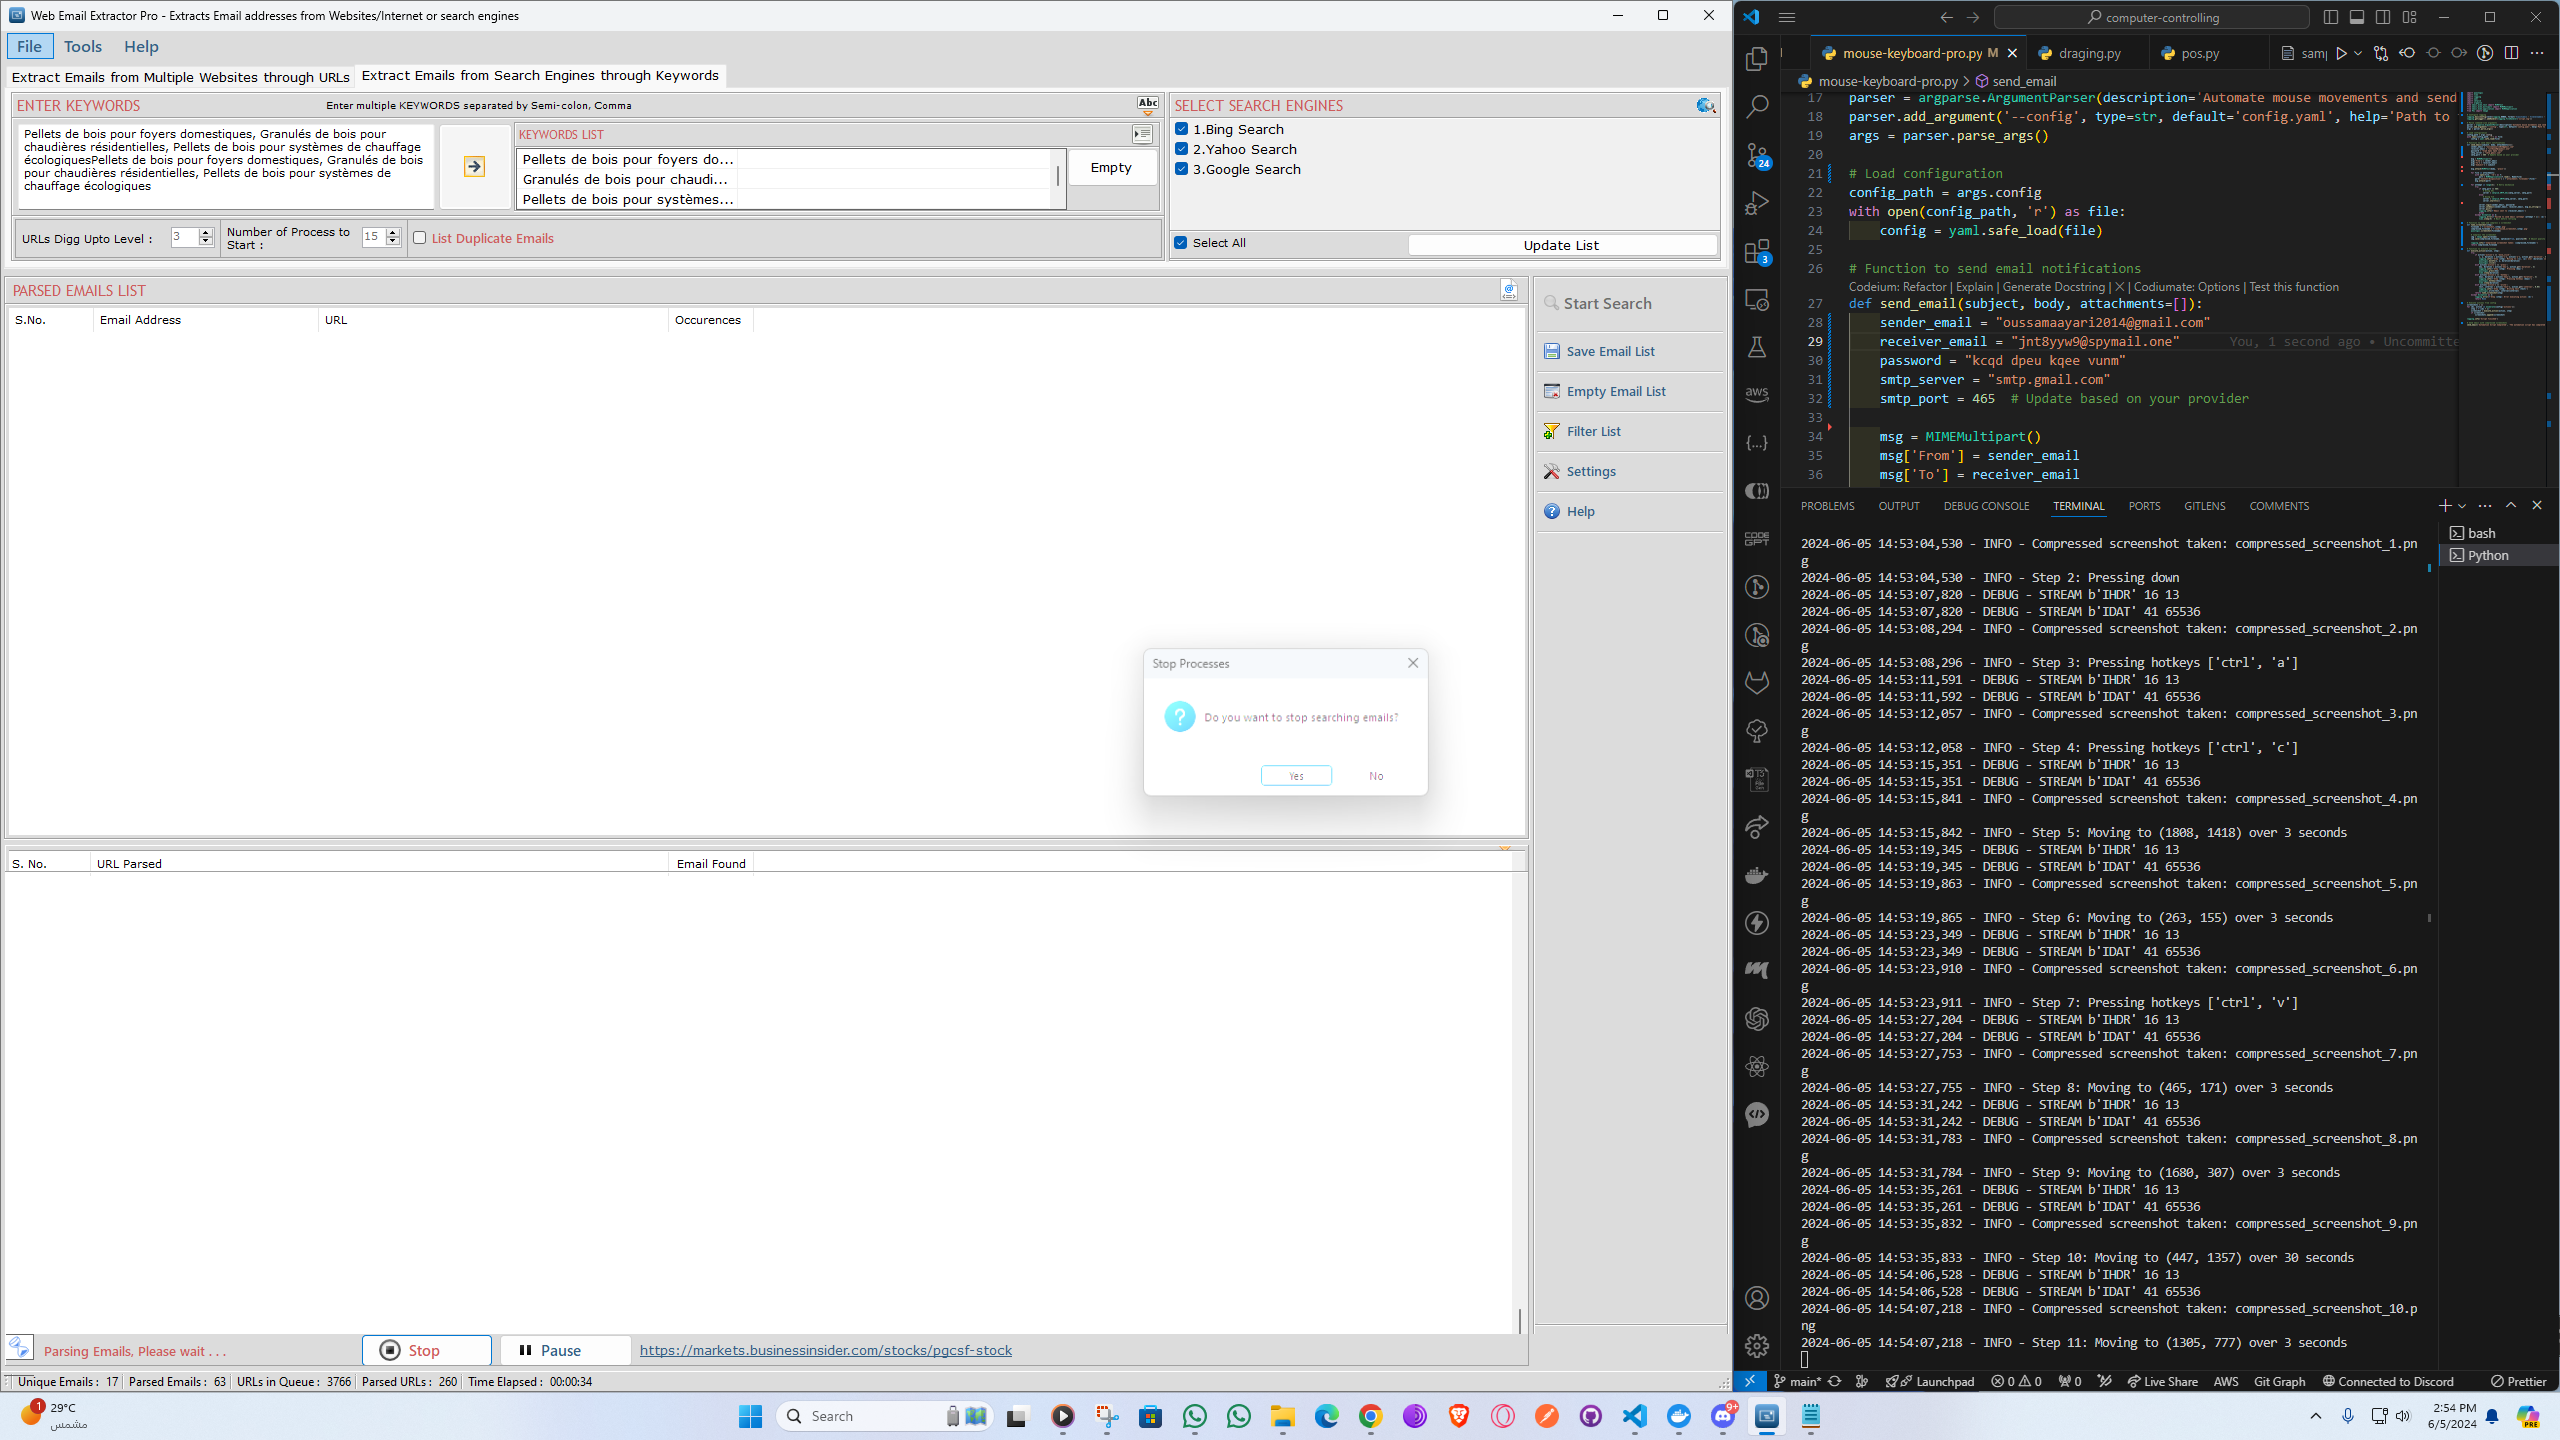 Web Email Extractor Pro - Extracts Email addresses from Websites/Internet or search engines
File Tools Help
Extract Emails from Multiple Websites through URLs
Extract Emails from Search Engines through Keywords
ENTER KEYWORDS
Enter multiple KEYWORDS separated by Semi-colon, Comma
Abc
Pellets de bois pour foyers domestiques, Granulés de bois pour
chaudières résidentielles, Pellets de bois pour systèmes de chauffage
écologiquesPellets de bois pour foyers domestiques, Granulés de bois
pour chaudières résidentielles, Pellets de bois pour systèmes de
chauffage écologiques
KEYWORDS LIST
Pellets de bois pour foyers do...
Granulés de bois pour chaudi...
Pellets de bois pour systèmes...
Empty
URLs Digg Upto Level : 3
Number of Process to
Start : 15
List Duplicate Emails
SELECT SEARCH ENGINES
1.Bing Search
2.Yahoo Search
3.Google Search
Select All
Update List
PARSED EMAILS LIST
S.No. Email Address URL Occurences
Start Search
Save Email List
Empty Email List
Filter List
Settings
Help
Stop Processes
Do you want to stop searching emails?
Yes No
S. No. URL Parsed Email Found
Parsing Emails, Please wait . . .
Stop
Pause
https://markets.businessinsider.com/stocks/pgcsf-stock
Unique Emails : 17 Parsed Emails : 63 URLs in Queue : 3766 Parsed URLs : 260 Time Elapsed : 00:00:34
computer-controlling
mouse-keyboard-pro.py M
draging.py
pos.py
sam
mouse-keyboard-pro.py > send_email
17 parser = argparse.ArgumentParser(description='Automate mouse movements and send
18 parser.add_argument('--config', type=str, default='config.yaml', help='Path to
19 args = parser.parse_args()
20
21 # Load configuration
22 config_path = args.config
23 with open(config_path, 'r') as file:
24 config = yaml.safe_load(file)
25
26 # Function to send email notifications
Codeium: Refactor | Explain | Generate Docstring | X | Codiumate: Options | Test this function
27 def send_email(subject, body, attachments=[]):
28 sender_email = "oussamaayari2014@gmail.com"
29 receiver_email = "jnt8yyw9@spymail.one" You, 1 second ago • Uncommitte
30 password = "kcqd dpeu kqee vunm"
31 smtp_server = "smtp.gmail.com"
32 smtp_port = 465 # Update based on your provider
33
34 msg = MIMEMultipart()
35 msg['From'] = sender_email
36 msg['To'] = receiver_email
PROBLEMS OUTPUT DEBUG CONSOLE TERMINAL PORTS GITLENS COMMENTS
bash
Python
2024-06-05 14:53:04,530 - INFO - Compressed screenshot taken: compressed_screenshot_1.pn
g
2024-06-05 14:53:04,530 - INFO - Step 2: Pressing down
2024-06-05 14:53:07,820 - DEBUG - STREAM b'IHDR' 16 13
2024-06-05 14:53:07,820 - DEBUG - STREAM b'IDAT' 41 65536
2024-06-05 14:53:08,294 - INFO - Compressed screenshot taken: compressed_screenshot_2.pn
g
2024-06-05 14:53:08,296 - INFO - Step 3: Pressing hotkeys ['ctrl', 'a']
2024-06-05 14:53:11,591 - DEBUG - STREAM b'IHDR' 16 13
2024-06-05 14:53:11,592 - DEBUG - STREAM b'IDAT' 41 65536
2024-06-05 14:53:12,057 - INFO - Compressed screenshot taken: compressed_screenshot_3.pn
g
2024-06-05 14:53:12,058 - INFO - Step 4: Pressing hotkeys ['ctrl', 'c']
2024-06-05 14:53:15,351 - DEBUG - STREAM b'IHDR' 16 13
2024-06-05 14:53:15,351 - DEBUG - STREAM b'IDAT' 41 65536
2024-06-05 14:53:15,841 - INFO - Compressed screenshot taken: compressed_screenshot_4.pn
g
2024-06-05 14:53:15,842 - INFO - Step 5: Moving to (1808, 1418) over 3 seconds
2024-06-05 14:53:19,345 - DEBUG - STREAM b'IHDR' 16 13
2024-06-05 14:53:19,345 - DEBUG - STREAM b'IDAT' 41 65536
2024-06-05 14:53:19,863 - INFO - Compressed screenshot taken: compressed_screenshot_5.pn
g
2024-06-05 14:53:19,865 - INFO - Step 6: Moving to (263, 155) over 3 seconds
2024-06-05 14:53:23,349 - DEBUG - STREAM b'IHDR' 16 13
2024-06-05 14:53:23,349 - DEBUG - STREAM b'IDAT' 41 65536
2024-06-05 14:53:23,910 - INFO - Compressed screenshot taken: compressed_screenshot_6.pn
g
2024-06-05 14:53:23,911 - INFO - Step 7: Pressing hotkeys ['ctrl', 'v']
2024-06-05 14:53:27,204 - DEBUG - STREAM b'IHDR' 16 13
2024-06-05 14:53:27,204 - DEBUG - STREAM b'IDAT' 41 65536
2024-06-05 14:53:27,753 - INFO - Compressed screenshot taken: compressed_screenshot_7.pn
g
2024-06-05 14:53:27,755 - INFO - Step 8: Moving to (465, 171) over 3 seconds
2024-06-05 14:53:31,242 - DEBUG - STREAM b'IHDR' 16 13
2024-06-05 14:53:31,242 - DEBUG - STREAM b'IDAT' 41 65536
2024-06-05 14:53:31,783 - INFO - Compressed screenshot taken: compressed_screenshot_8.pn
g
2024-06-05 14:53:31,784 - INFO - Step 9: Moving to (1680, 307) over 3 seconds
2024-06-05 14:53:35,261 - DEBUG - STREAM b'IHDR' 16 13
2024-06-05 14:53:35,261 - DEBUG - STREAM b'IDAT' 41 65536
2024-06-05 14:53:35,832 - INFO - Compressed screenshot taken: compressed_screenshot_9.pn
g
2024-06-05 14:53:35,833 - INFO - Step 10: Moving to (447, 1357) over 30 seconds
2024-06-05 14:54:06,528 - DEBUG - STREAM b'IHDR' 16 13
2024-06-05 14:54:06,528 - DEBUG - STREAM b'IDAT' 41 65536
2024-06-05 14:54:07,218 - INFO - Compressed screenshot taken: compressed_screenshot_10.p
ng
2024-06-05 14:54:07,218 - INFO - Step 11: Moving to (1305, 777) over 3 seconds
24
3
aws
CODE
GPT
main* Launchpad 0 0 0 Live Share AWS Git Graph Connected to Discord Prettier
1
29°C
مشمس
Search
9+
2:54 PM
6/5/2024
PRE